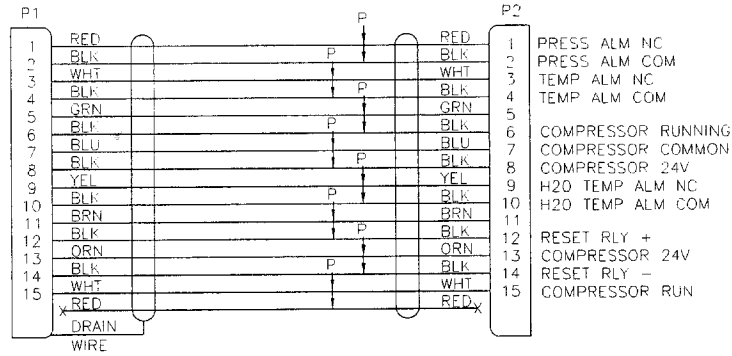 P1 P P2
1 RED RED 1 PRESS ALM NC
2 BLK P BLK 2 PRESS ALM COM
3 WHT WHT 3 TEMP ALM NC
4 BLK P BLK 4 TEMP ALM COM
5 GRN GRN 5
6 BLK P BLK 6 COMPRESSOR RUNNING
7 BLU BLU 7 COMPRESSOR COMMON
8 BLK P BLK 8 COMPRESSOR 24V
9 YEL YEL 9 H20 TEMP ALM NC
10 BLK P BLK 10 H20 TEMP ALM COM
11 BRN BRN 11
12 BLK P BLK 12 RESET RLY +
13 ORN ORN 13 COMPRESSOR 24V
14 BLK P BLK 14 RESET RLY -
15 WHT WHT 15 COMPRESSOR RUN
X RED RED X
DRAIN
WIRE